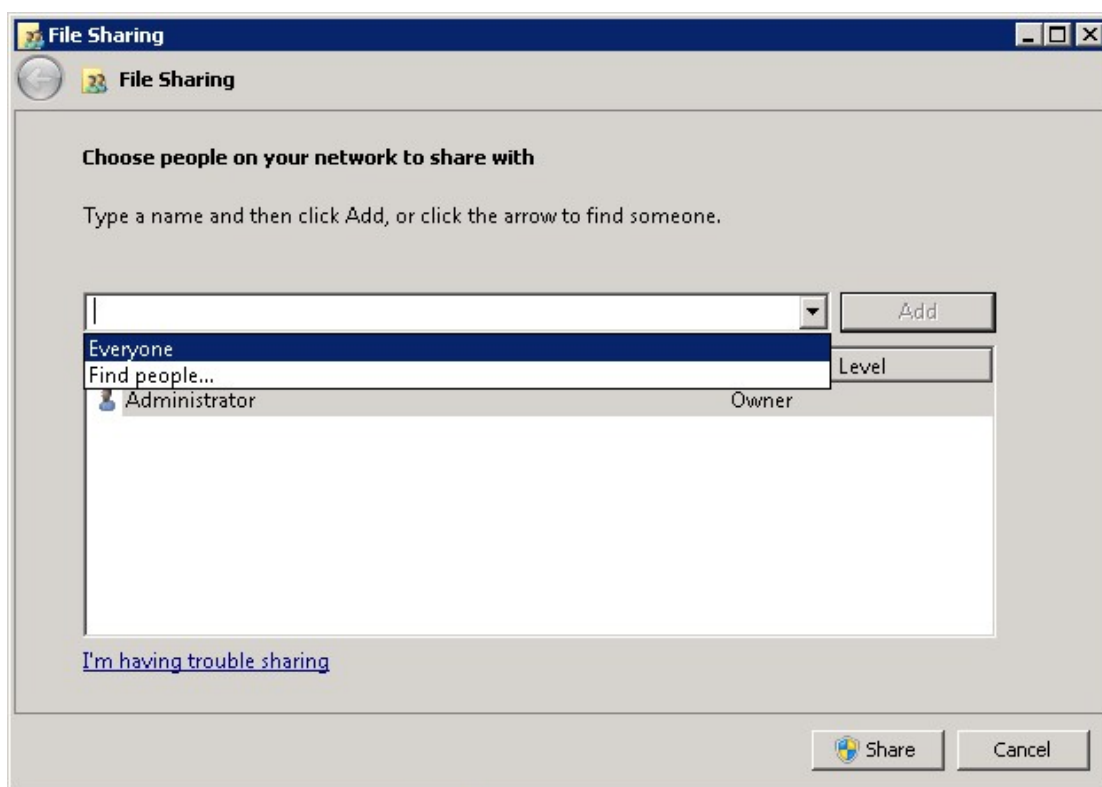 File Sharing
File Sharing
Choose people on your network to share with
Type a name and then click Add, or click the arrow to find someone.
Add
Everyone
Find people...
Level
Administrator Owner
I'm having trouble sharing
Share Cancel